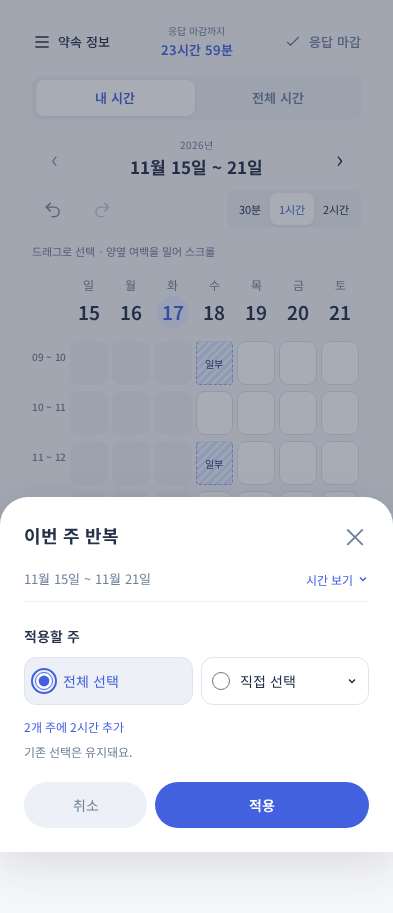 약속 정보
응답 마감까지
23시간 59분
응답 마감
내 시간
전체 시간
2026년
11월 15일 ~ 21일
30분
1시간
2시간
드래그로 선택 · 양옆 여백을 밀어 스크롤
일 월 화 수 목 금 토
15 16 17 18 19 20 21
09 ~ 10
일부
10 ~ 11
11 ~ 12
일부
이번 주 반복
11월 15일 ~ 11월 21일
시간 보기
적용할 주
전체 선택
직접 선택
2개 주에 2시간 추가
기존 선택은 유지돼요.
취소
적용